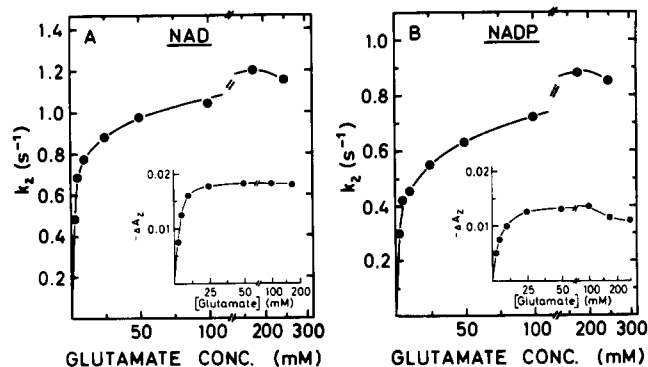 A
NAD
k₂ (s⁻¹)
1.4
1.2
1.0
0.8
0.6
0.4
0.2
50
100
200
300
GLUTAMATE CONC. (mM)
-ΔA₂
0.02
0.01
25
50
100
200
[Glutamate] (mM)
B
NADP
k₂ (s⁻¹)
1.0
0.8
0.6
0.4
0.2
50
100
200
300
GLUTAMATE CONC. (mM)
-ΔA₂
0.02
0.01
25
50
100
200
[Glutamate] (mM)